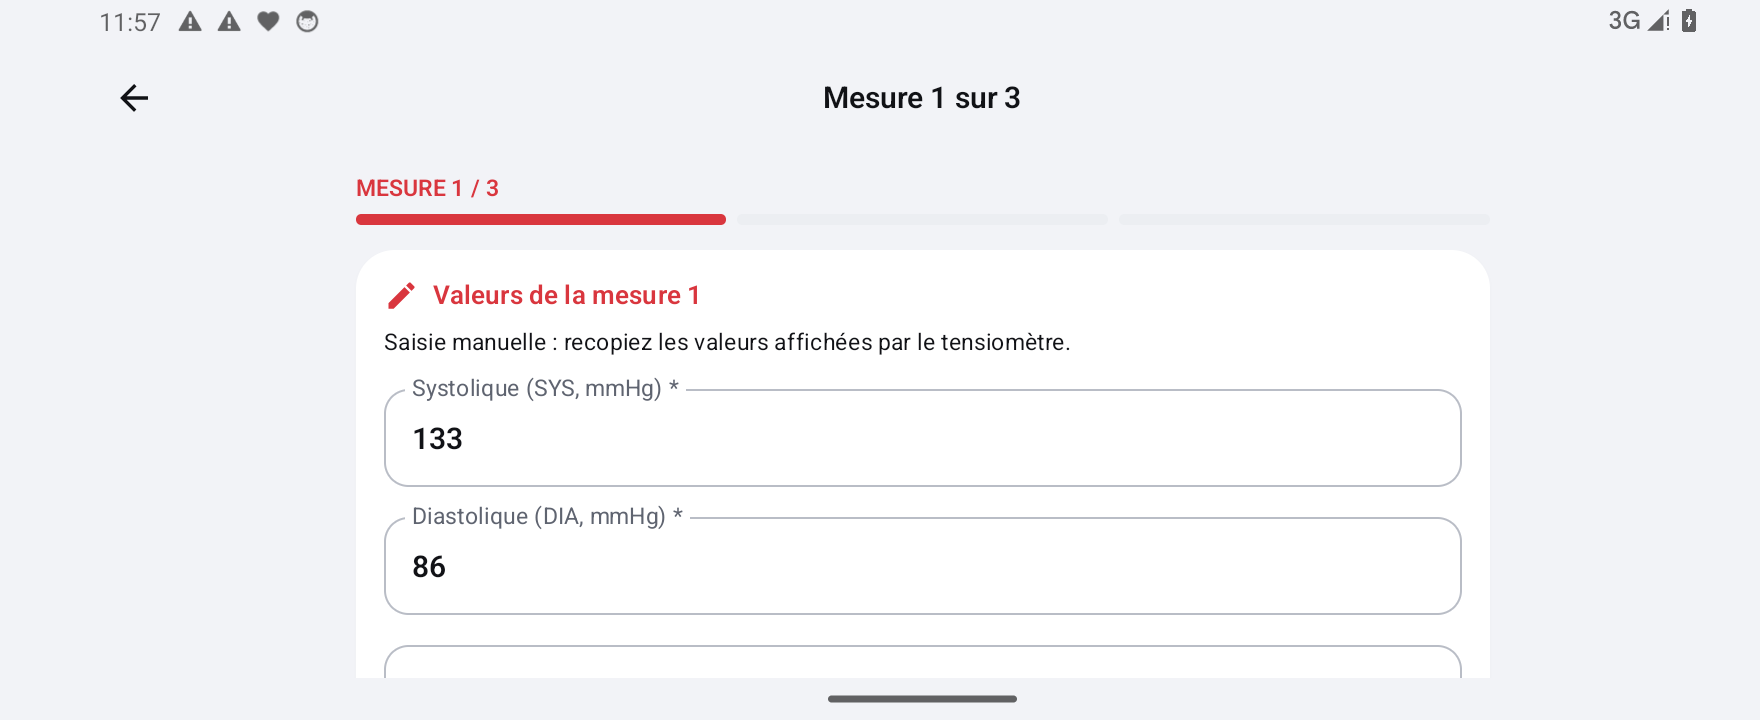 11:57
3G
Mesure 1 sur 3
MESURE 1 / 3
Valeurs de la mesure 1
Saisie manuelle : recopiez les valeurs affichées par le tensiomètre.
Systolique (SYS, mmHg) *
133
Diastolique (DIA, mmHg) *
86